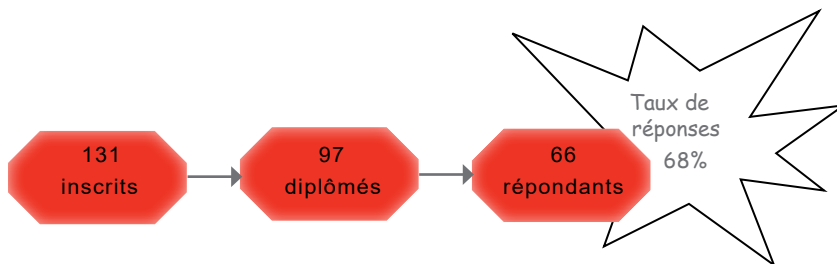 131
inscrits
97
diplômés
66
répondants
Taux de
réponses
68%